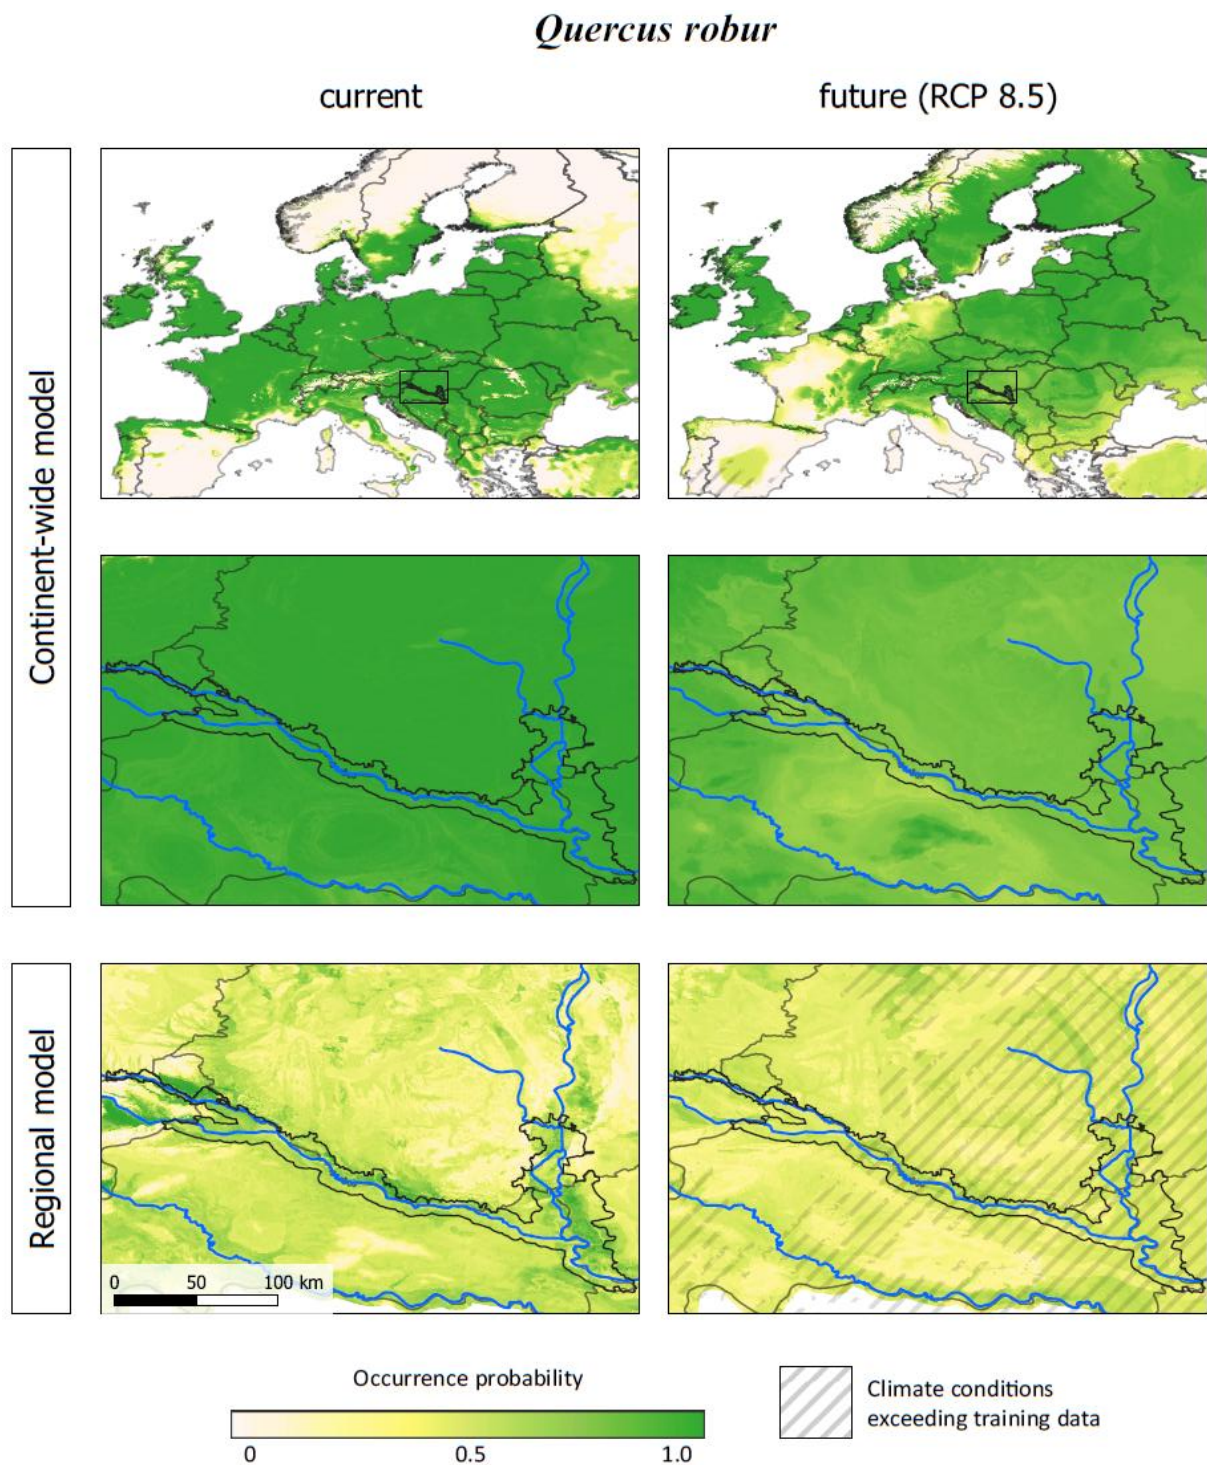 Quercus robur
current
future (RCP 8.5)
Continent-wide model
Regional model
0 50 100 km
Occurrence probability
0 0.5 1.0
Climate conditions
exceeding training data